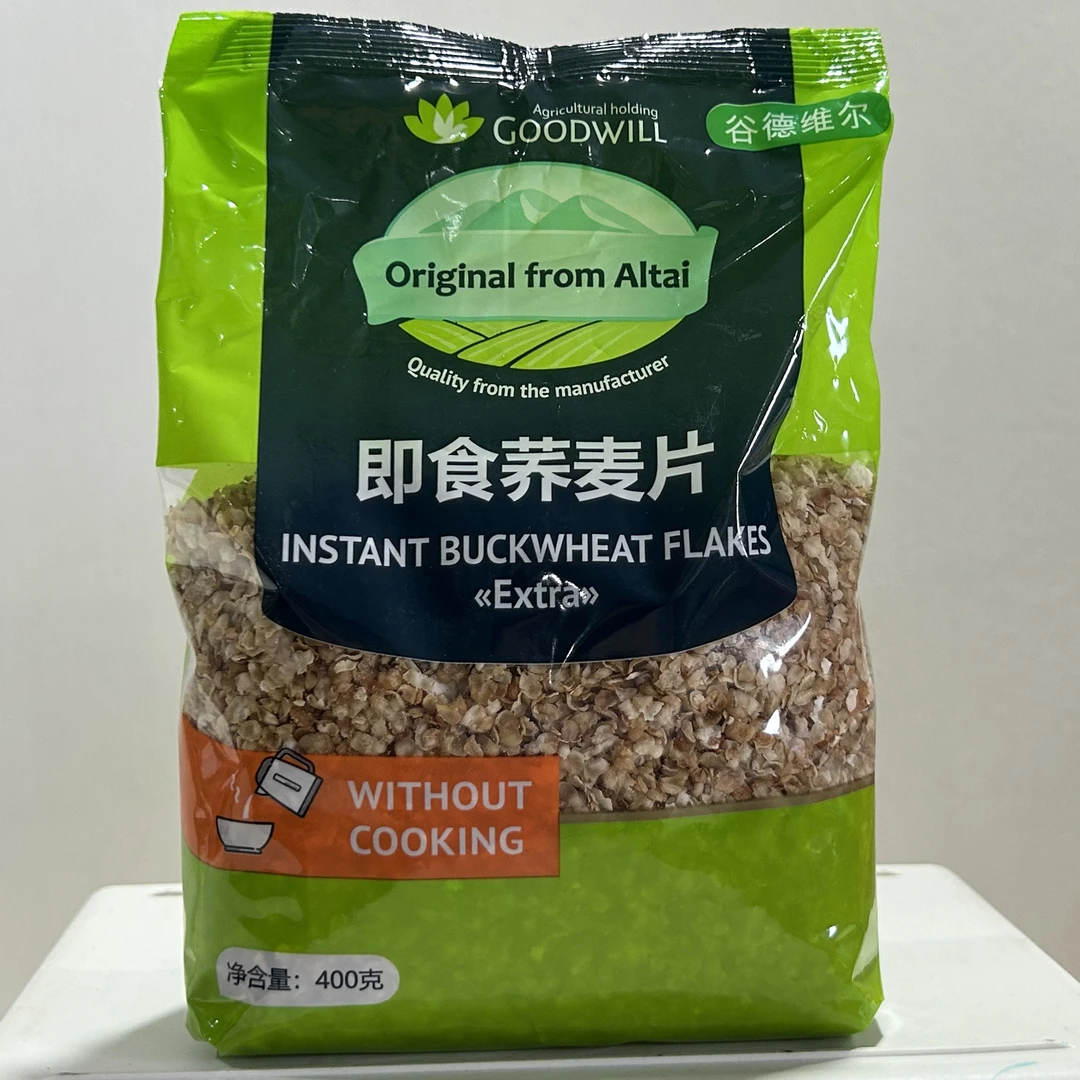 Agricultural holding
GOODWILL
谷德维尔
Original from Altai
Quality from the manufacturer
即食荞麦片
INSTANT BUCKWHEAT FLAKES
«Extra»
WITHOUT
COOKING
净含量：400克